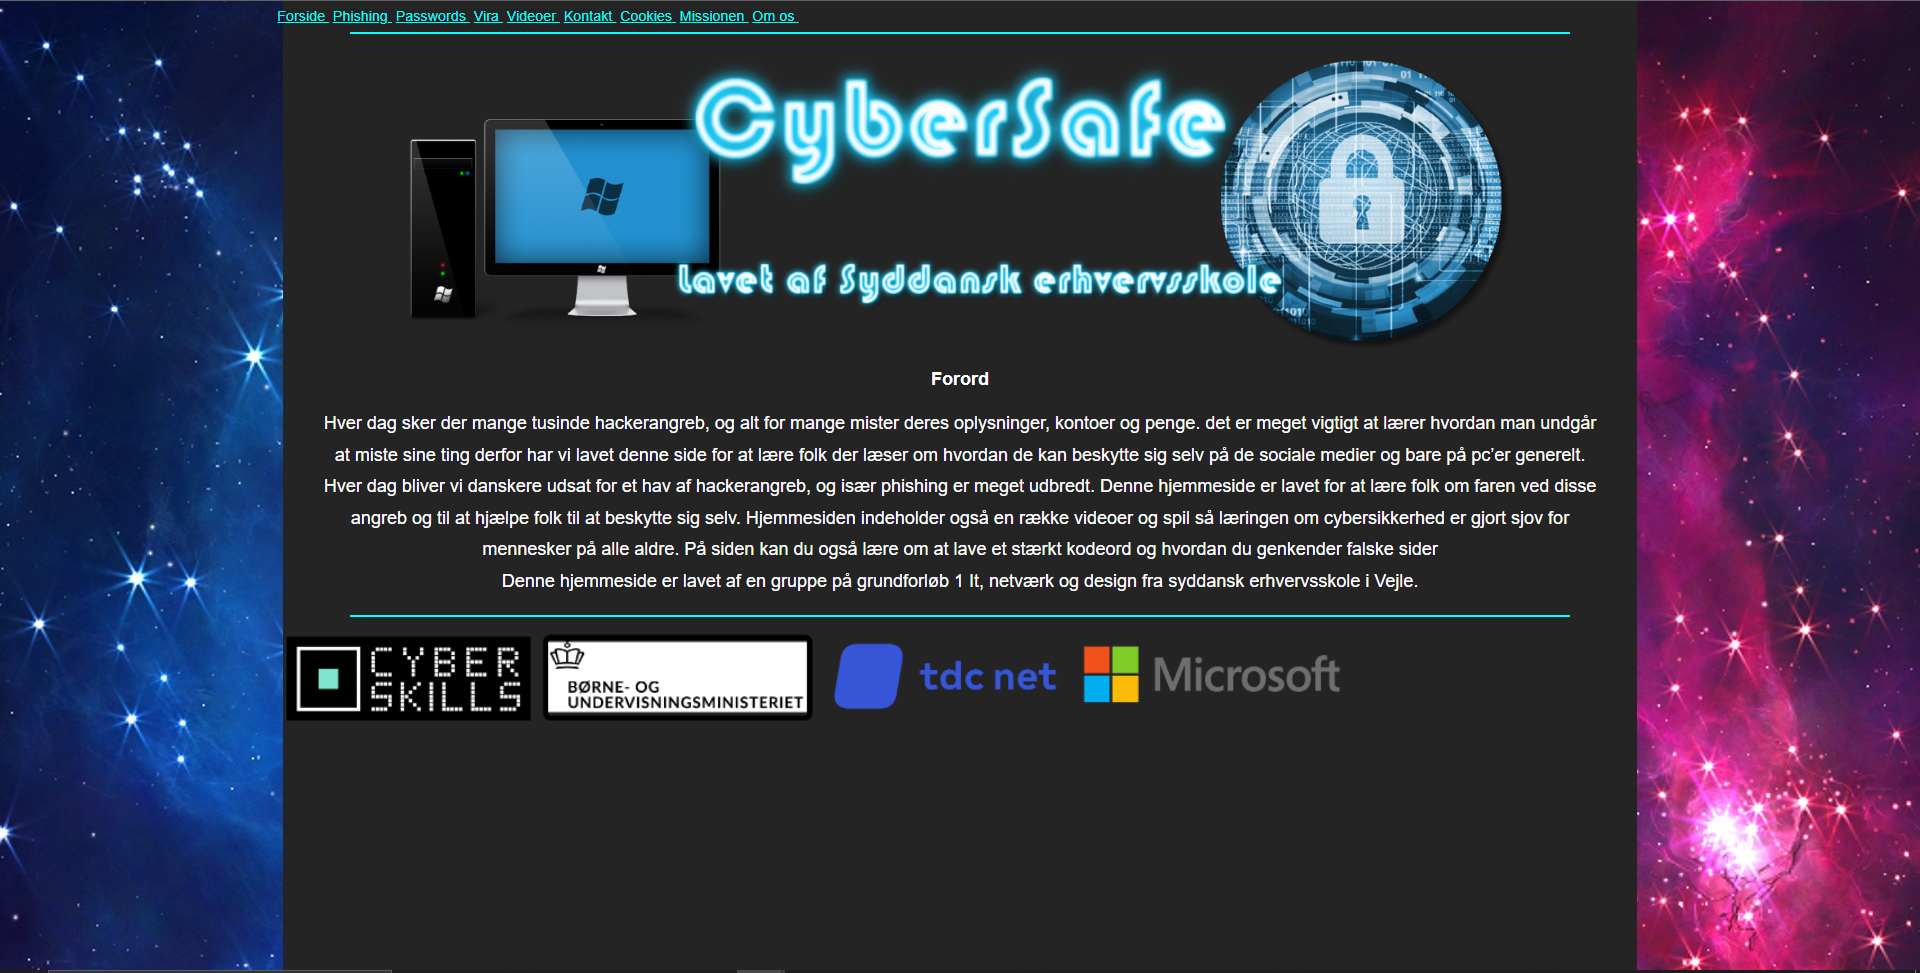 Forside Phishing Passwords Vira Videoer Kontakt Cookies Missionen Om os
CyberSafe
Lavet af Syddansk erhvervsskole
Forord
Hver dag sker der mange tusinde hackerangreb, og alt for mange mister deres oplysninger, kontoer og penge. det er meget vigtigt at lærer hvordan man undgår
at miste sine ting derfor har vi lavet denne side for at lære folk der læser om hvordan de kan beskytte sig selv på de sociale medier og bare på pc’er generelt.
Hver dag bliver vi danskere udsat for et hav af hackerangreb, og især phishing er meget udbredt. Denne hjemmeside er lavet for at lære folk om faren ved disse
angreb og til at hjælpe folk til at beskytte sig selv. Hjemmesiden indeholder også en række videoer og spil så læringen om cybersikkerhed er gjort sjov for
mennesker på alle aldre. På siden kan du også lære om at lave et stærkt kodeord og hvordan du genkender falske sider
Denne hjemmeside er lavet af en gruppe på grundforløb 1 It, netværk og design fra syddansk erhvervsskole i Vejle.
CYBER
SKILLS
BØRNE- OG
UNDERVISNINGSMINISTERIET
tdc net
Microsoft